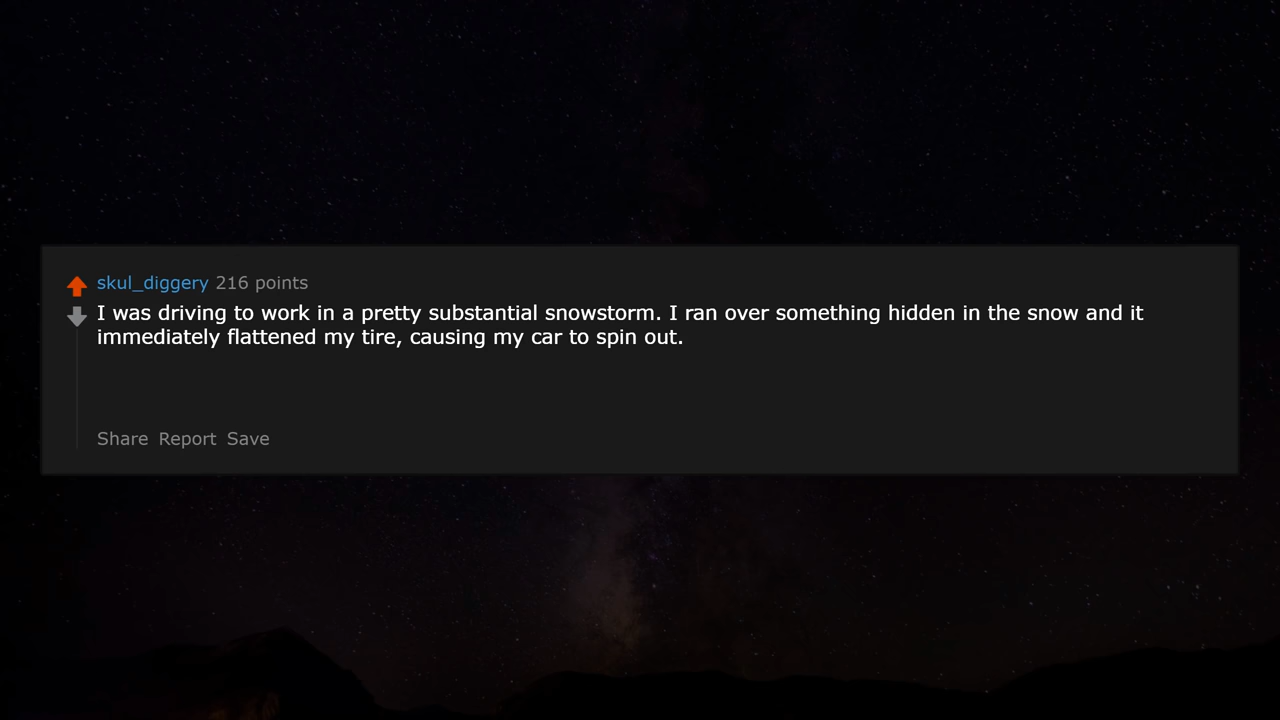 skul_diggery 216 points
I was driving to work in a pretty substantial snowstorm. I ran over something hidden in the snow and it
immediately flattened my tire, causing my car to spin out.
Share Report Save